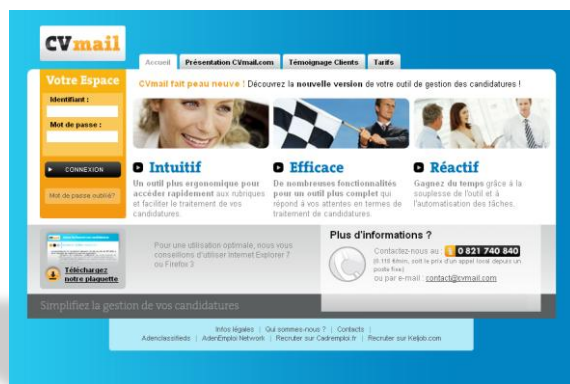 CVmail
Accueil Présentation CVmail.com Témoignage Clients Tarifs
Votre Espace
Identifiant :
Mot de passe :
CONNEXION
Mot de passe oublié?
CVmail fait peau neuve ! Découvrez la nouvelle version de votre outil de gestion des candidatures !
Intuitif
Un outil plus ergonomique pour
accéder rapidement aux rubriques
et faciliter le traitement de vos
candidatures.
Efficace
De nombreuses fonctionnalités
pour un outil plus complet qui
répond à vos attentes en termes de
traitement de candidatures.
Réactif
Gagnez du temps grâce à la
souplesse de l'outil et à
l'automatisation des tâches.
Téléchargez
notre plaquette
Pour une utilisation optimale, nous vous
conseillons d'utiliser Internet Explorer 7
ou Firefox 3
Plus d'informations ?
Contactez-nous au : 0 821 740 840
(0.118 €/mn, soit le prix d'un appel local depuis un
poste fixe)
ou par e-mail : contact@cvmail.com
Simplifiez la gestion de vos candidatures
Infos légales | Qui sommes-nous ? | Contacts |
Adenclassifieds | AdenEmploi Network | Recruter sur Cadremploi.fr | Recruter sur Keljob.com